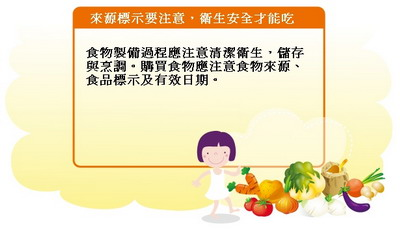 來源標示要注意，衛生安全才能吃
食物製備過程應注意清潔衛生，儲存
與烹調。購買食物應注意食物來源、
食品標示及有效日期。